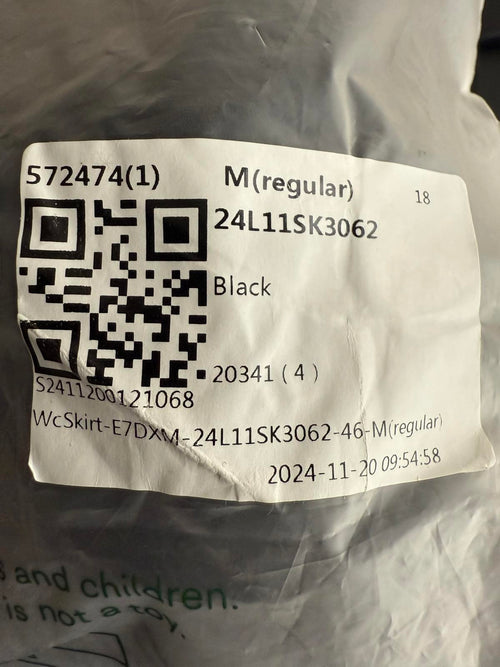 572474(1) M(regular) 18
24L11SK3062
Black
20341 ( 4 )
S2411200121068
WcSkirt-E7DXM-24L11SK3062-46-M(regular)
2024-11-20 09:54:58
and children.
is not a toy.